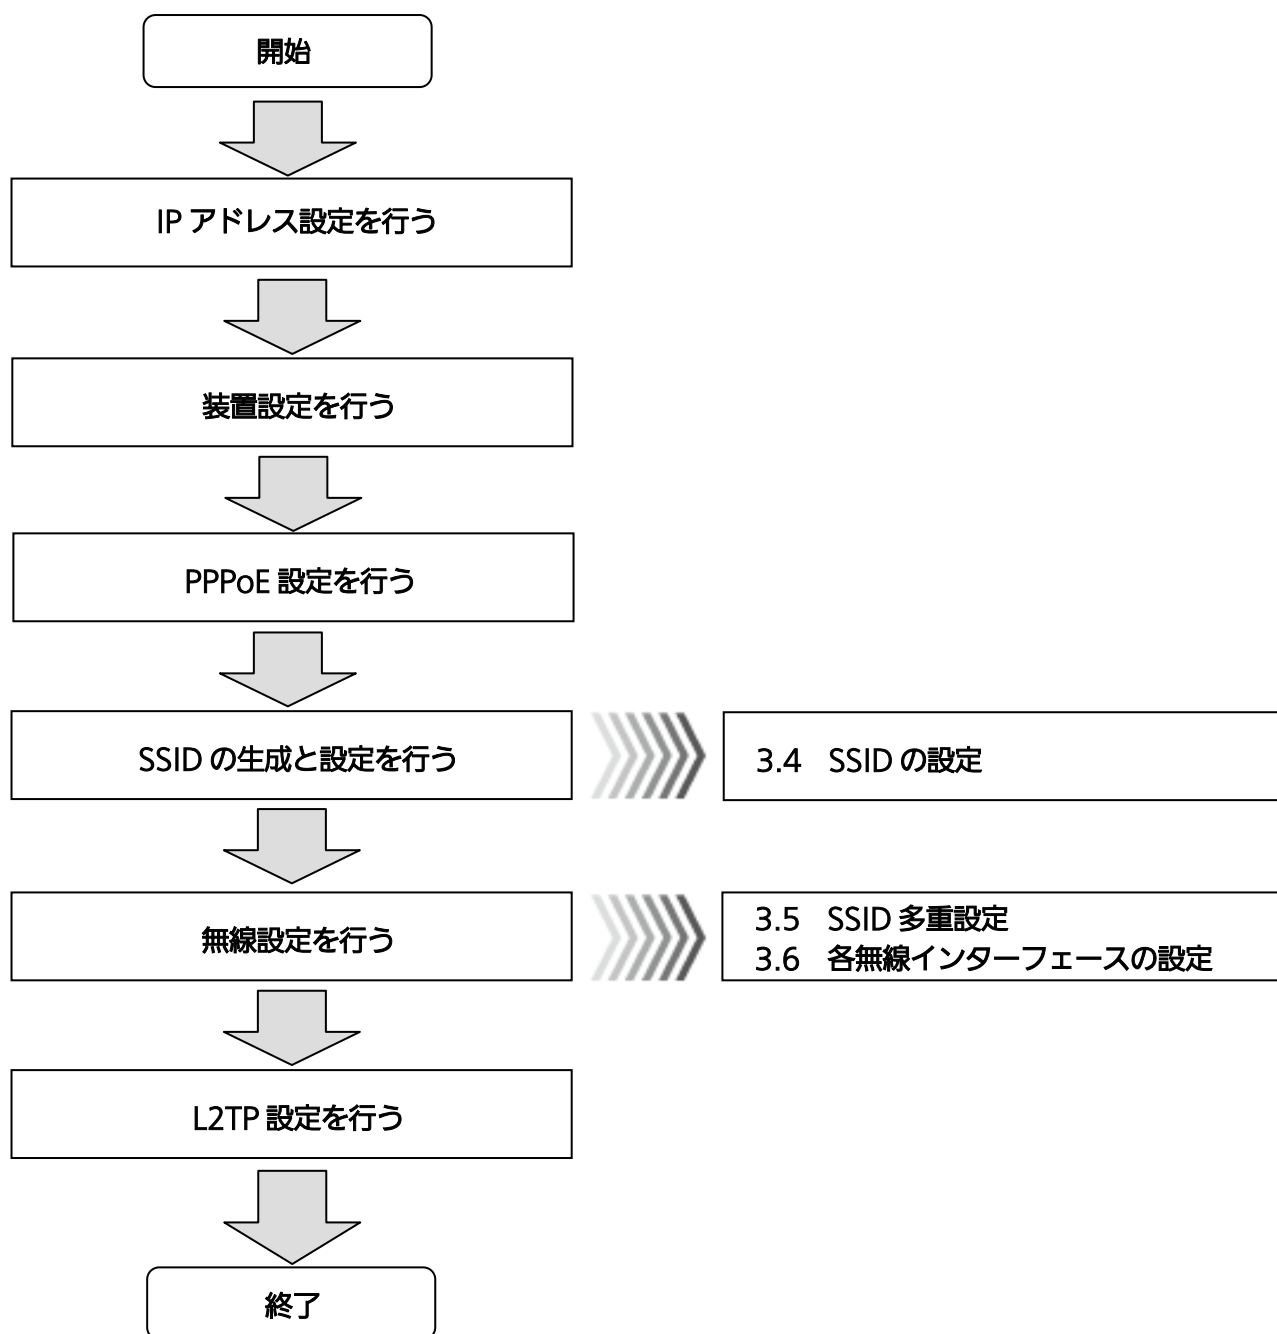 開始
IP アドレス設定を行う
装置設定を行う
PPPoE 設定を行う
SSID の生成と設定を行う
3.4 SSID の設定
無線設定を行う
3.5 SSID 多重設定
3.6 各無線インターフェースの設定
L2TP 設定を行う
終了